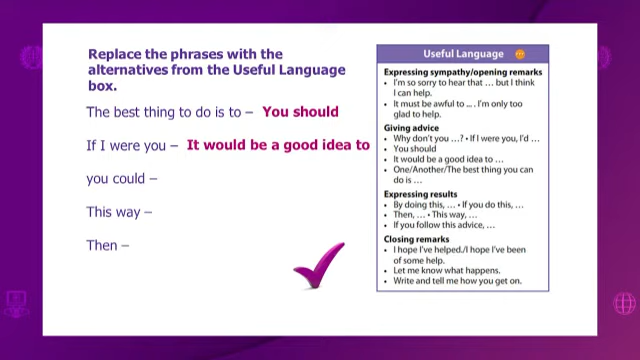 Replace the phrases with the
alternatives from the Useful Language
box.
The best thing to do is to – You should
If I were you – It would be a good idea to
you could –
This way –
Then –
Useful Language
Expressing sympathy/opening remarks
• I'm so sorry to hear that … but I think
I can help.
• It must be awful to ... . I'm only too
glad to help.
Giving advice
• Why don't you …? • If I were you, I'd …
• You should
• It would be a good idea to …
• One/Another/The best thing you can
do is …
Expressing results
• By doing this, … • If you do this, …
• Then, … • This way, …
• If you follow this advice, …
Closing remarks
• I hope I've helped./I hope I've been
of some help.
• Let me know what happens.
• Write and tell me how you get on.